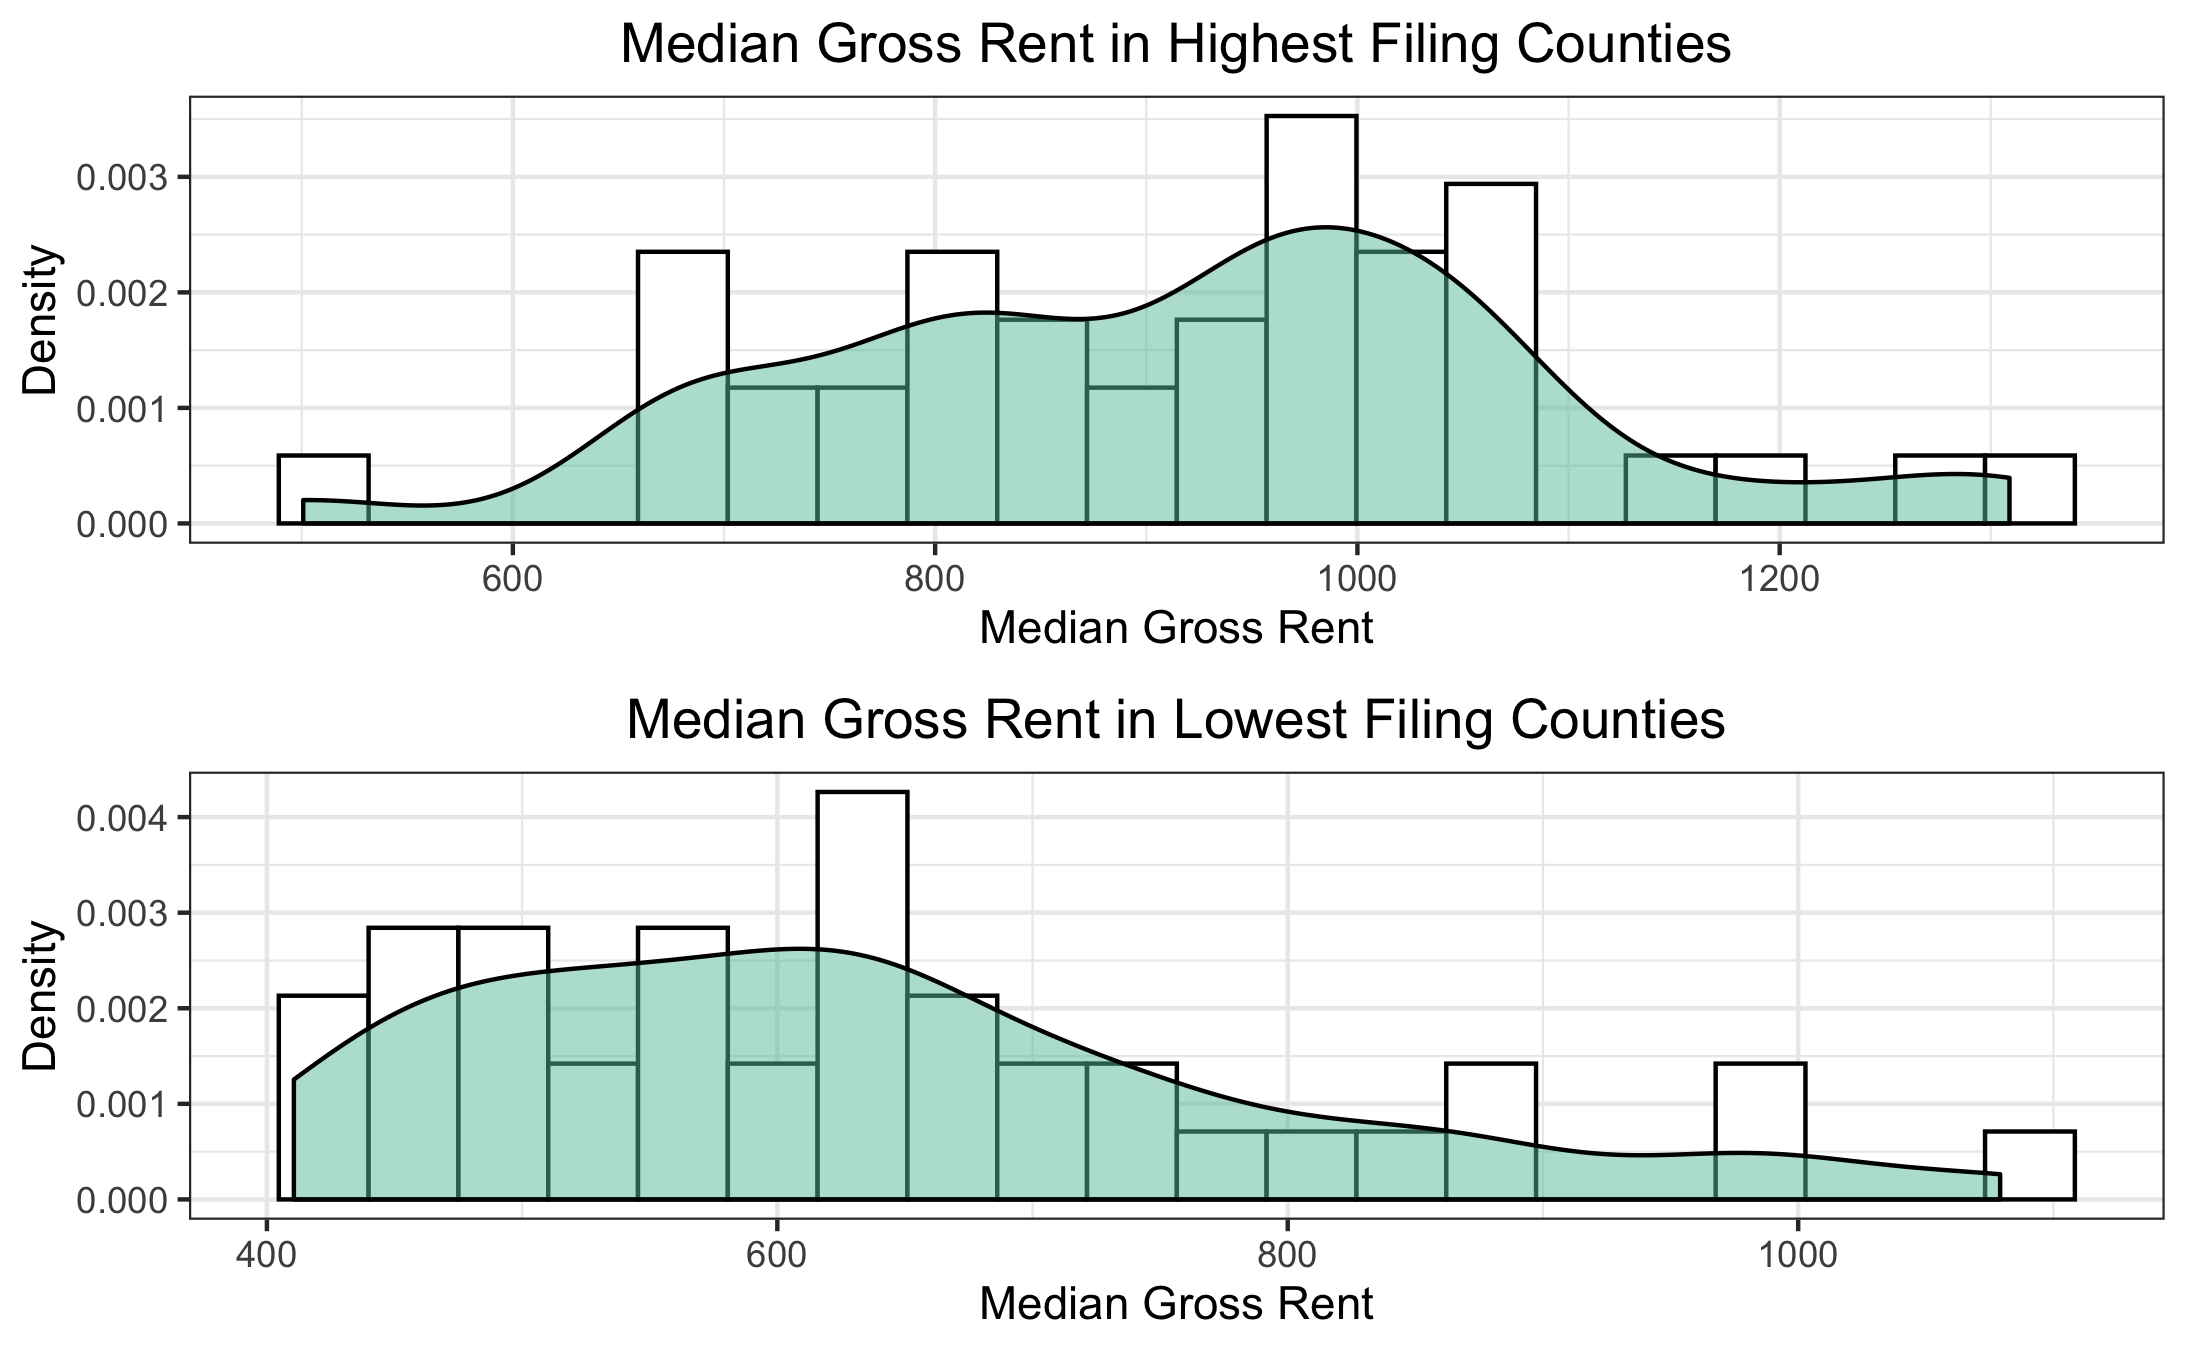 Median Gross Rent in Highest Filing Counties
Density
0.003
0.002
0.001
0.000
600 800 1000 1200
Median Gross Rent
Median Gross Rent in Lowest Filing Counties
Density
0.004
0.003
0.002
0.001
0.000
400 600 800 1000
Median Gross Rent